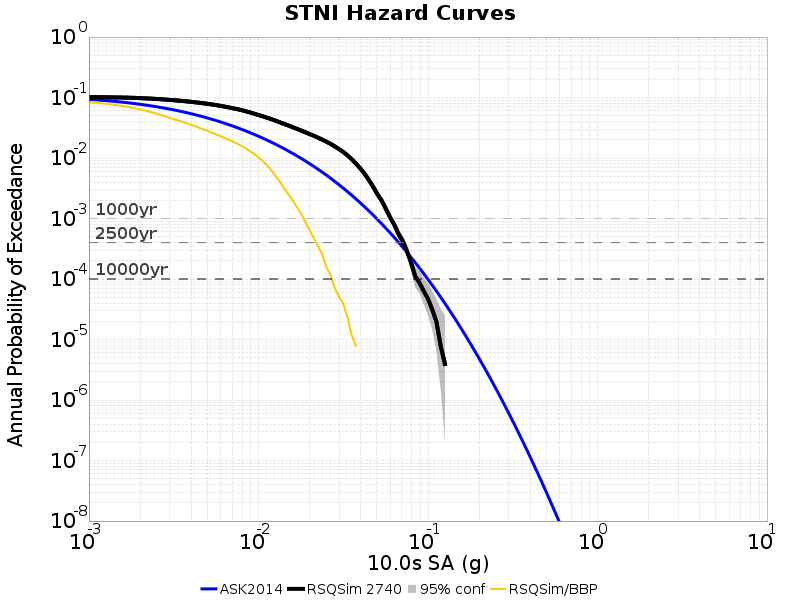 STNI Hazard Curves
Annual Probability of Exceedance
10^0
10^-1
10^-2
10^-3
10^-4
10^-5
10^-6
10^-7
10^-8
1000yr
2500yr
10000yr
10^-3 10^-2 10^-1 10^0 10^1
10.0s SA (g)
ASK2014 RSQSim 2740 95% conf RSQSim/BBP